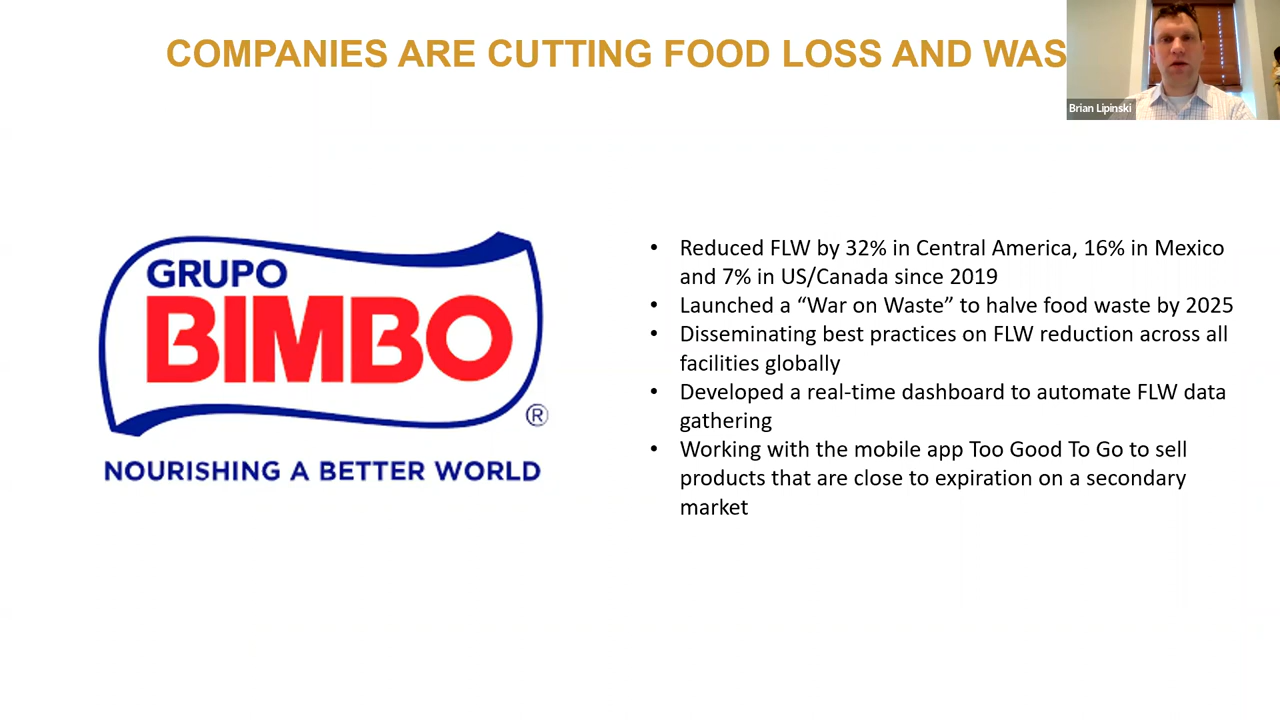 COMPANIES ARE CUTTING FOOD LOSS AND WAS
Brian Lipinski
GRUPO
BIMBO
®
NOURISHING A BETTER WORLD
• Reduced FLW by 32% in Central America, 16% in Mexico
and 7% in US/Canada since 2019
• Launched a “War on Waste” to halve food waste by 2025
• Disseminating best practices on FLW reduction across all
facilities globally
• Developed a real-time dashboard to automate FLW data
gathering
• Working with the mobile app Too Good To Go to sell
products that are close to expiration on a secondary
market